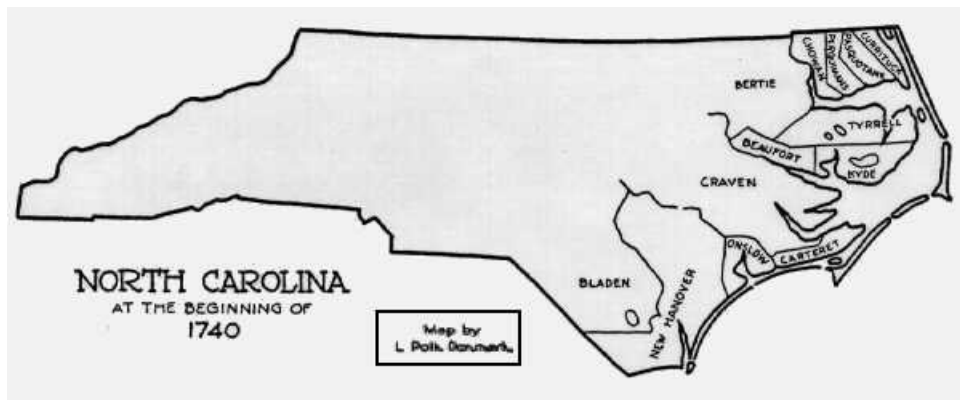 CHOWAN
PERQUIMANS
PASQUOTANK
CURRITUCK
BERTIE
TYRRELL
BEAUFORT
HYDE
CRAVEN
ONSLOW
CARTERET
BLADEN
NEW HANOVER
NORTH CAROLINA
AT THE BEGINNING OF
1740
Map by
L. Polk